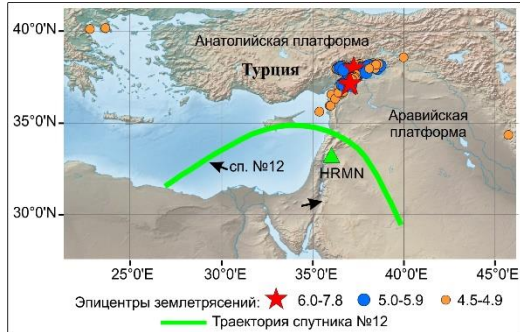 40°0'N
Анатолийская платформа
Турция
35°0'N
Аравийская
платформа
сп. №12
HRMN
30°0'N
25°0'E 30°0'E 35°0'E 40°0'E 45°0'E
Эпицентры землетрясений: 6.0-7.8 5.0-5.9 4.5-4.9
Траектория спутника №12